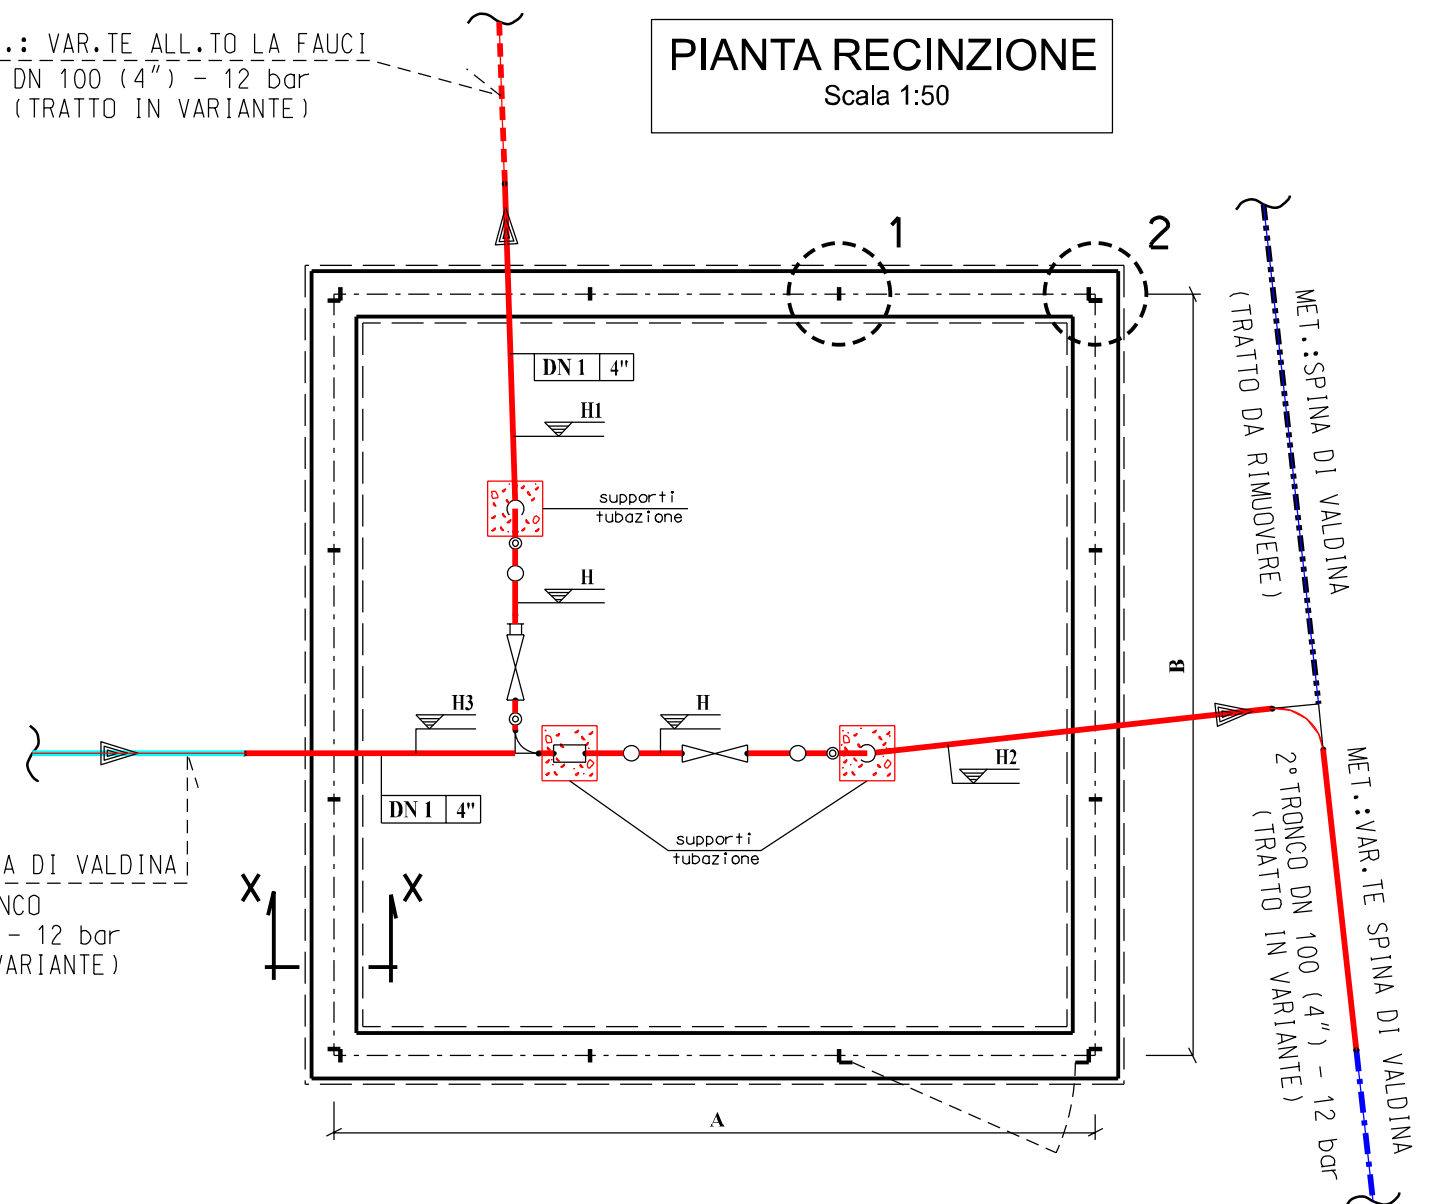 .: VAR.TE ALL.TO LA FAUCI
DN 100 (4") - 12 bar
(TRATTO IN VARIANTE)
PIANTA RECINZIONE
Scala 1:50
1
2
MET.:SPINA DI VALDINA
(TRATTO DA RIMUOVERE)
DN 1 4"
H1
supporti
tubazione
H
H3
H
H2
B
DN 1 4"
supporti
tubazione
A DI VALDINA
NCO
- 12 bar
VARIANTE)
X X
MET.:VAR.TE SPINA DI VALDINA
2° TRONCO DN 100 (4") - 12 bar
(TRATTO IN VARIANTE)
A